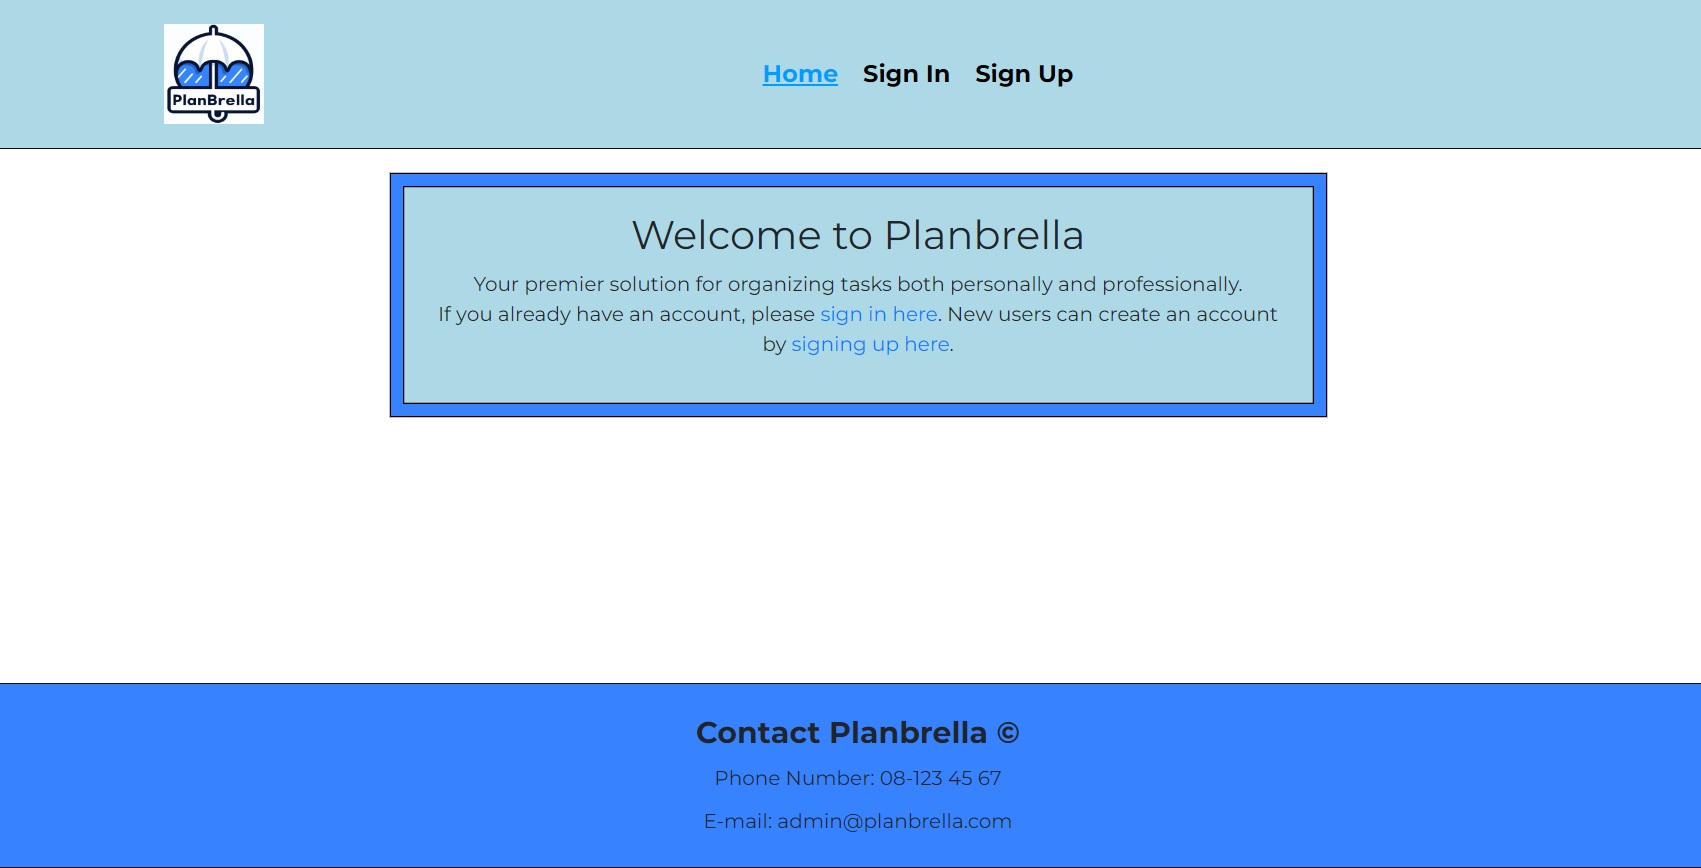 PlanBrella
Home Sign In Sign Up
Welcome to Planbrella
Your premier solution for organizing tasks both personally and professionally.
If you already have an account, please sign in here. New users can create an account
by signing up here.
Contact Planbrella ©
Phone Number: 08-123 45 67
E-mail: admin@planbrella.com